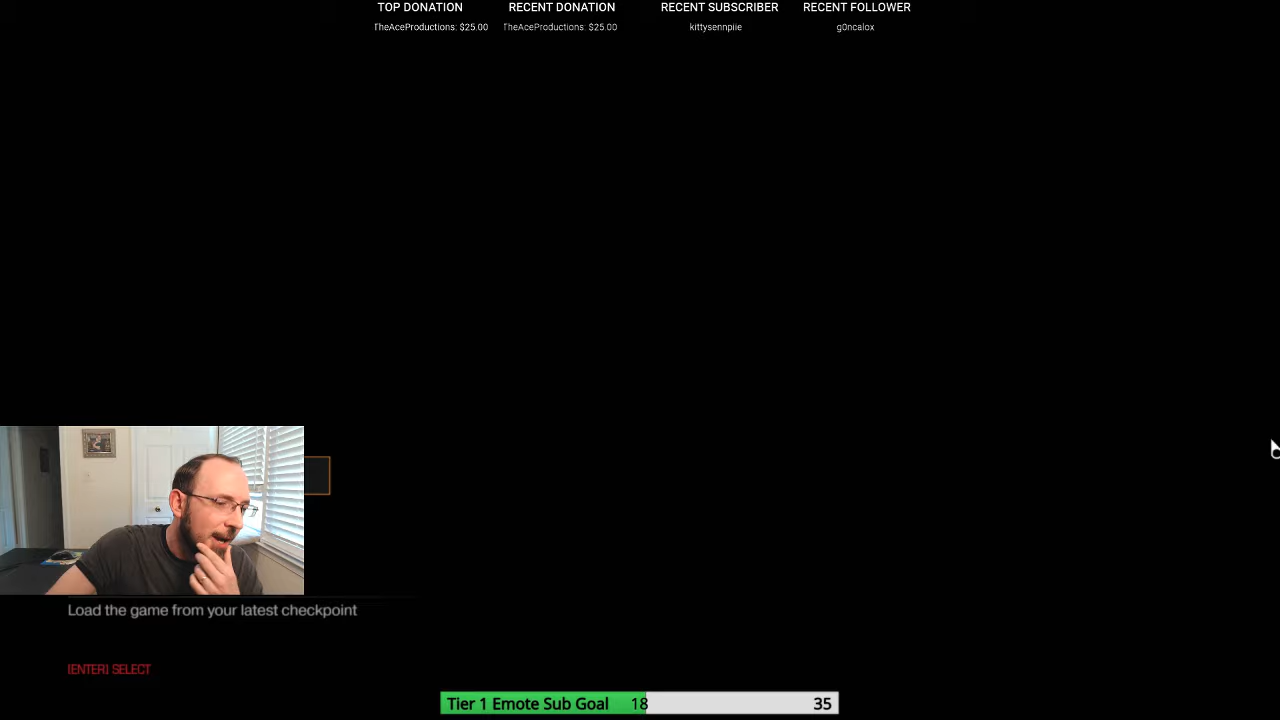 TOP DONATION RECENT DONATION RECENT SUBSCRIBER RECENT FOLLOWER
TheAceProductions: $25.00 TheAceProductions: $25.00 kittysennpiie g0ncalox
Load the game from your latest checkpoint
[ENTER] SELECT
Tier 1 Emote Sub Goal 18 35